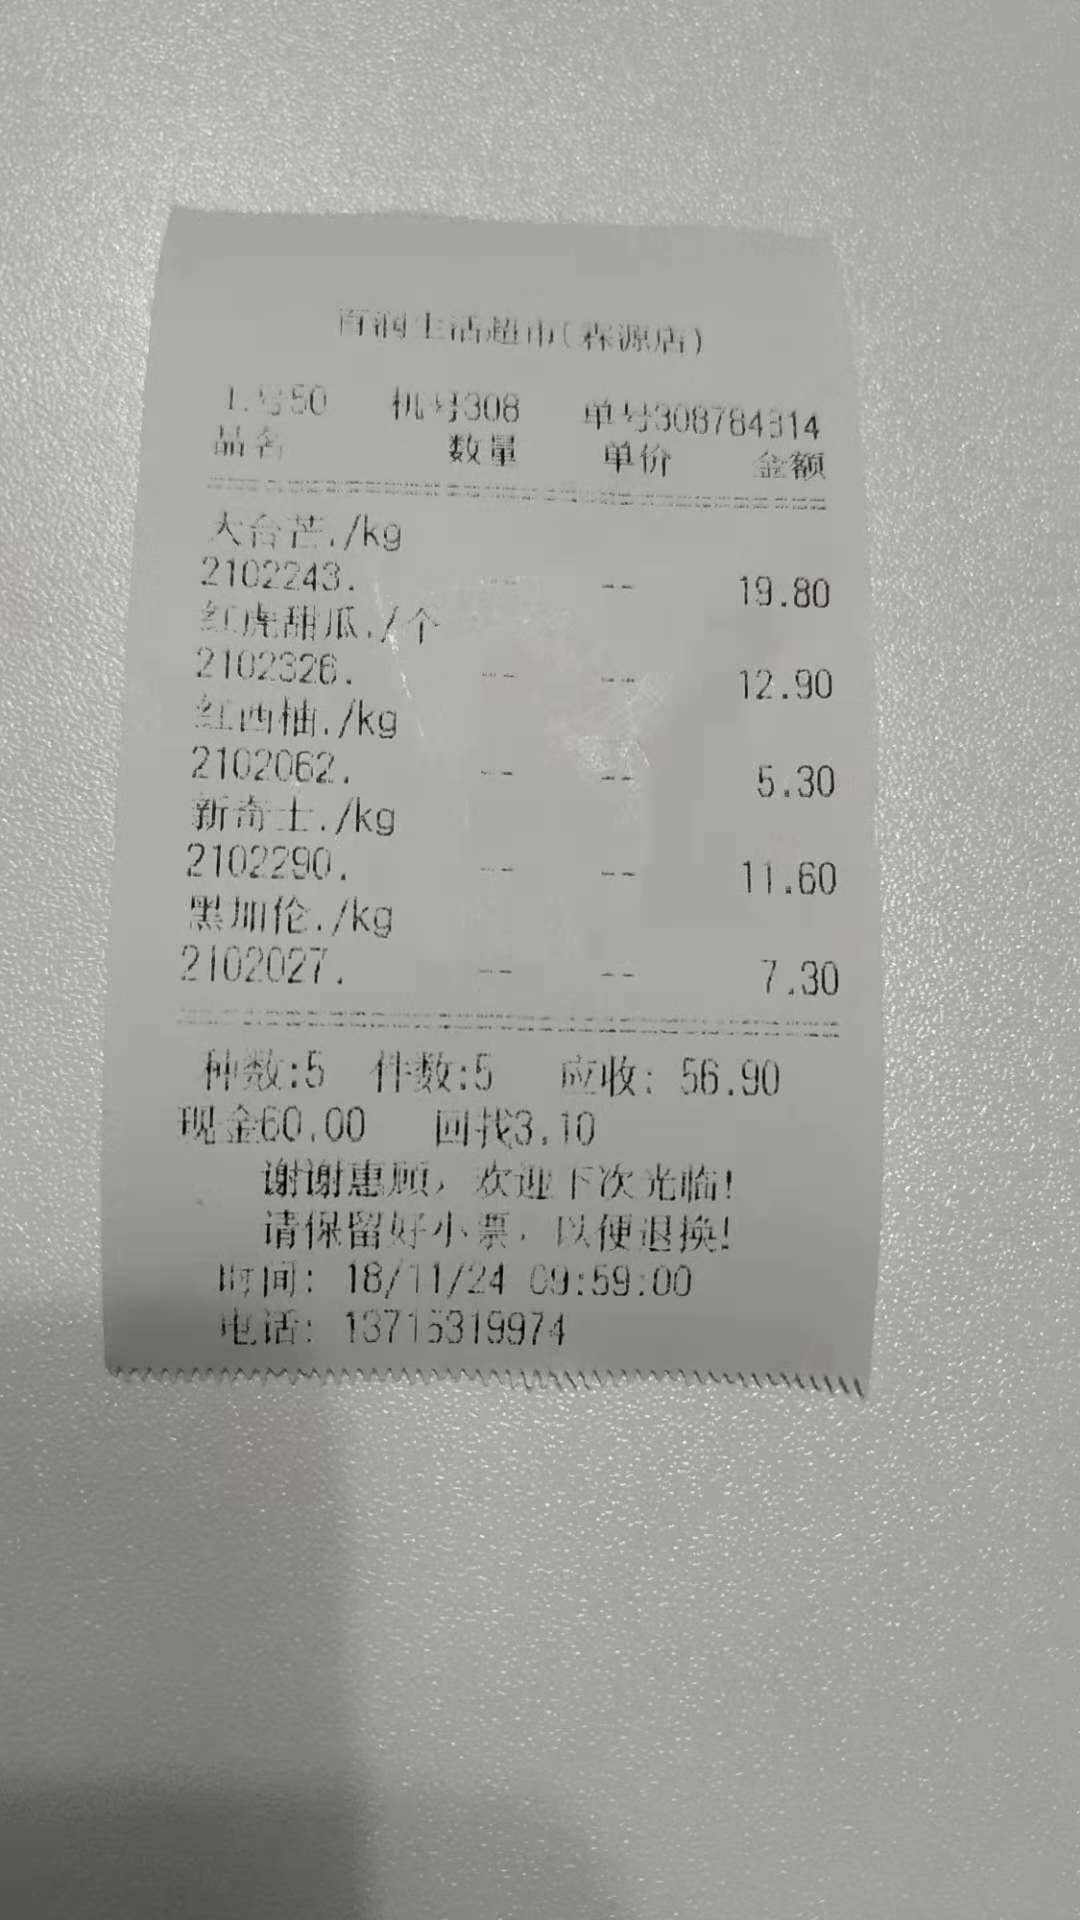 百润生活超市(森源店)
工号50 机号308 单号308784314
品名 数量 单价 金额
大台芒./kg
2102243. -- -- 19.80
红虎甜瓜./个
2102326. -- -- 12.90
红西柚./kg
2102062. -- -- 5.30
新奇士./kg
2102290. -- -- 11.60
黑加伦./kg
2102027. -- -- 7.30
种数:5 件数:5 应收: 56.90
现金60.00 回找3.10
谢谢惠顾，欢迎下次光临!
请保留好小票，以便退换!
时间: 18/11/24 09:59:00
电话: 13715319974